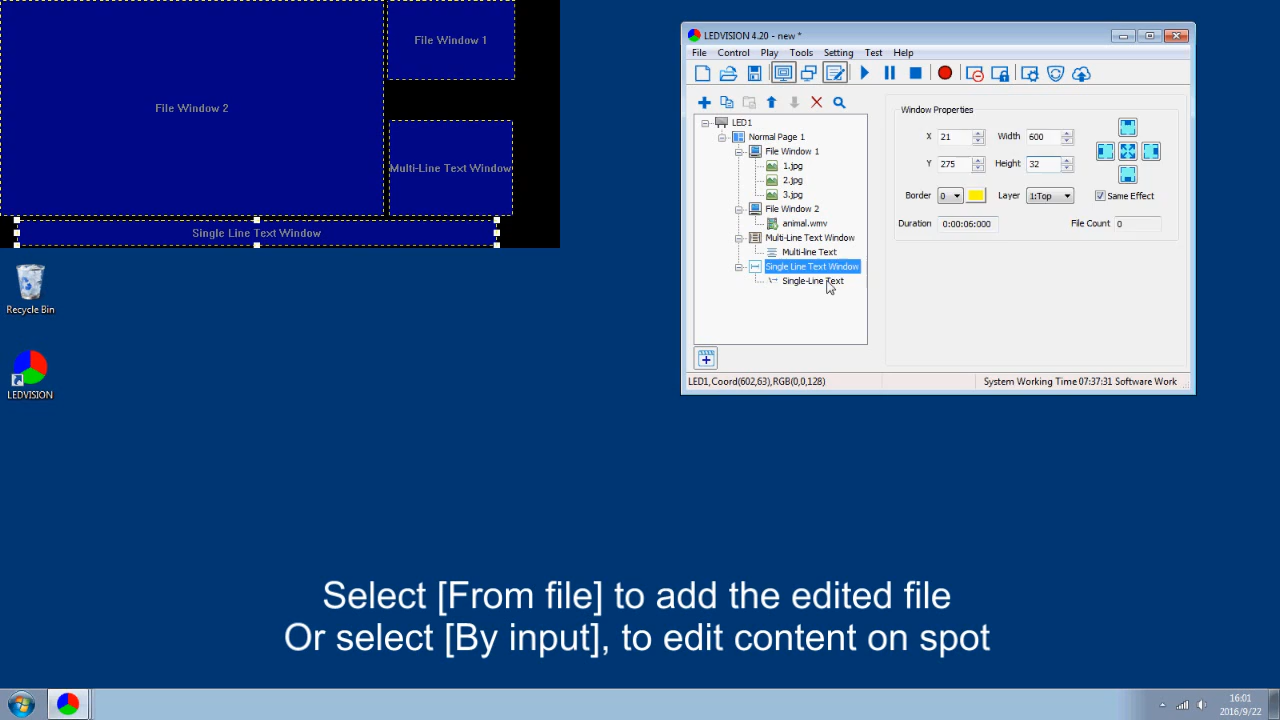 File Window 1
File Window 2
Multi-Line Text Window
Single Line Text Window
Recycle Bin
LEDVISION
LEDVISION 4.20 - new *
File Control Play Tools Setting Test Help
LED1
Normal Page 1
File Window 1
1.jpg
2.jpg
3.jpg
File Window 2
animal.wmv
Multi-Line Text Window
Multi-line Text
Single Line Text Window
Single-Line Text
Window Properties
X 21 Width 600
Y 275 Height 32
Border 0 Layer 1:Top Same Effect
Duration 0:00:06:000 File Count 0
LED1,Coord(602,63),RGB(0,0,128) System Working Time 07:37:31 Software Work
Select [From file] to add the edited file
Or select [By input], to edit content on spot
16:01
2016/9/22